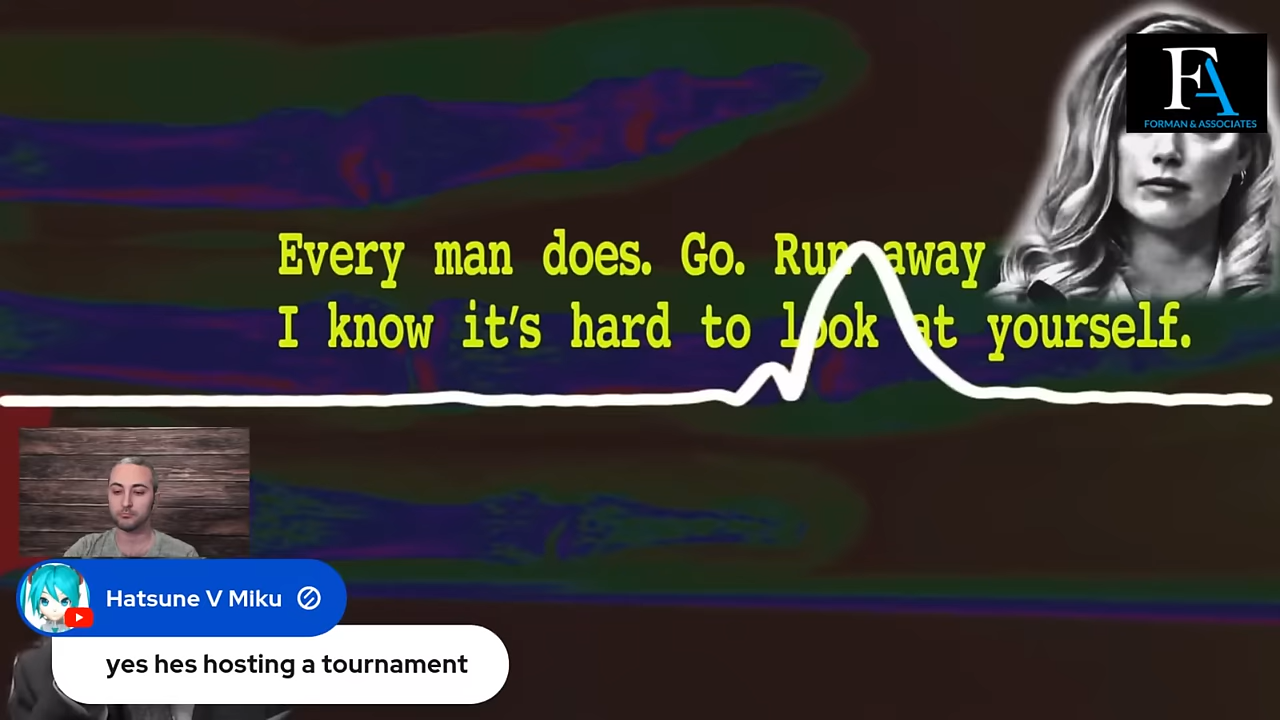 FA
FORMAN & ASSOCIATES
Every man does. Go. Run away
I know it's hard to look at yourself.
Hatsune V Miku
yes hes hosting a tournament